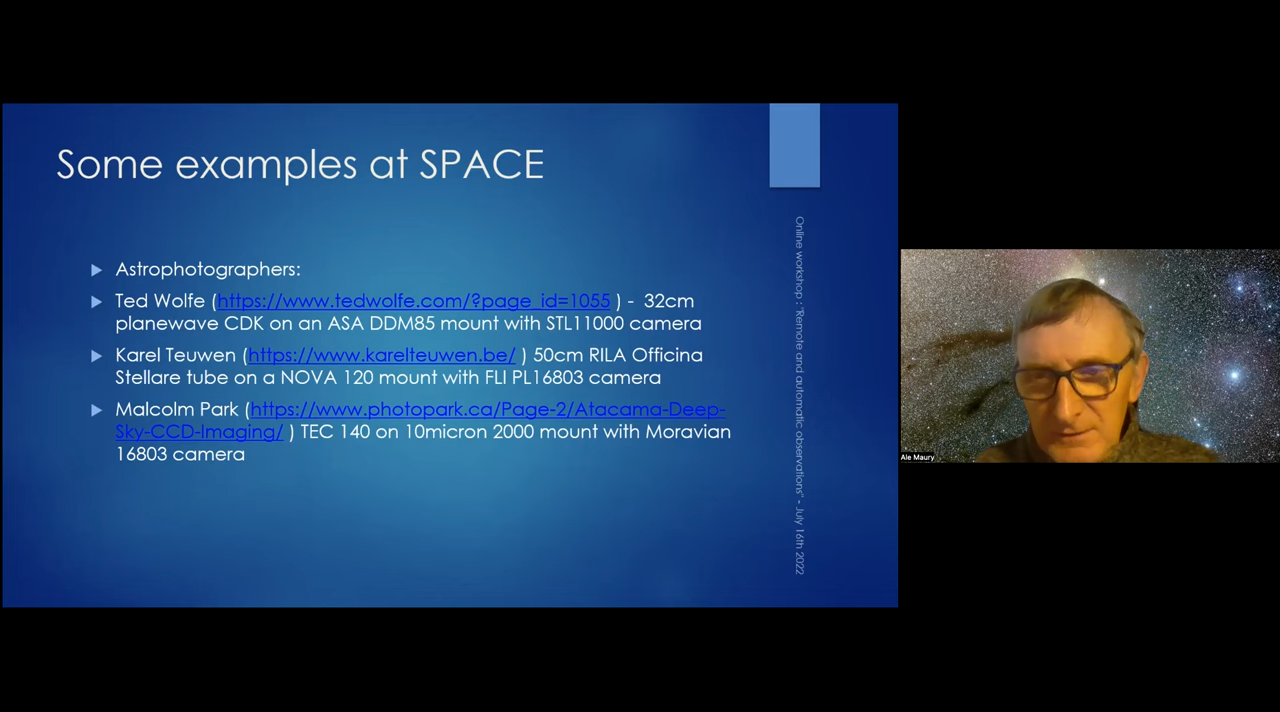 Some examples at SPACE
Astrophotographers:
Ted Wolfe (https://www.tedwolfe.com/?page_id=1055 ) - 32cm
planewave CDK on an ASA DDM85 mount with STL11000 camera
Karel Teuwen (https://www.karelteuwen.be/ ) 50cm RILA Officina
Stellare tube on a NOVA 120 mount with FLI PL16803 camera
Malcolm Park (https://www.photopark.ca/Page-2/Atacama-Deep-
Sky-CCD-Imaging/ ) TEC 140 on 10micron 2000 mount with Moravian
16803 camera
Online workshop : "Remote and automatic observations" - July 16th 2022
Ale Maury